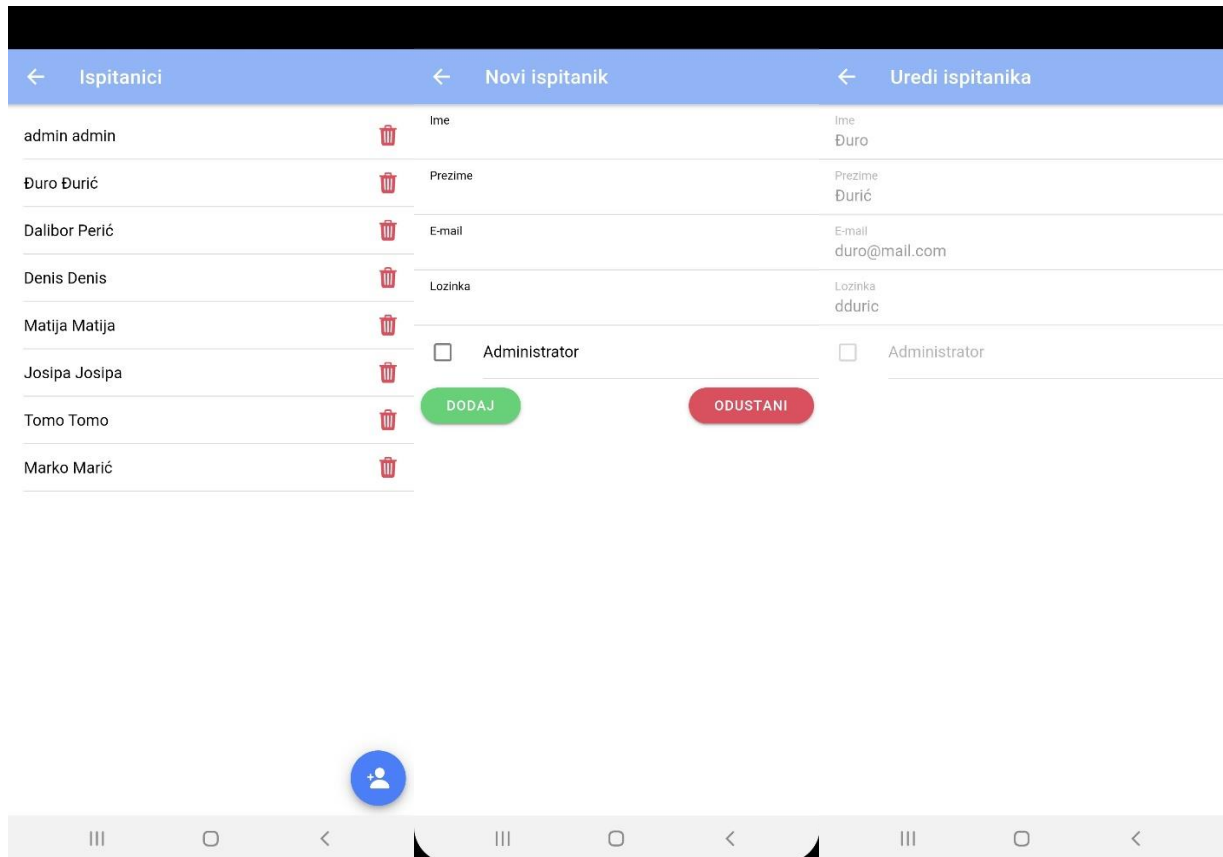 Ispitanici
admin admin
Đuro Đurić
Dalibor Perić
Denis Denis
Matija Matija
Josipa Josipa
Tomo Tomo
Marko Marić
Novi ispitanik
Ime
Prezime
E-mail
Lozinka
Administrator
DODAJ
ODUSTANI
Uredi ispitanika
Ime
Đuro
Prezime
Đurić
E-mail
duro@mail.com
Lozinka
dduric
Administrator